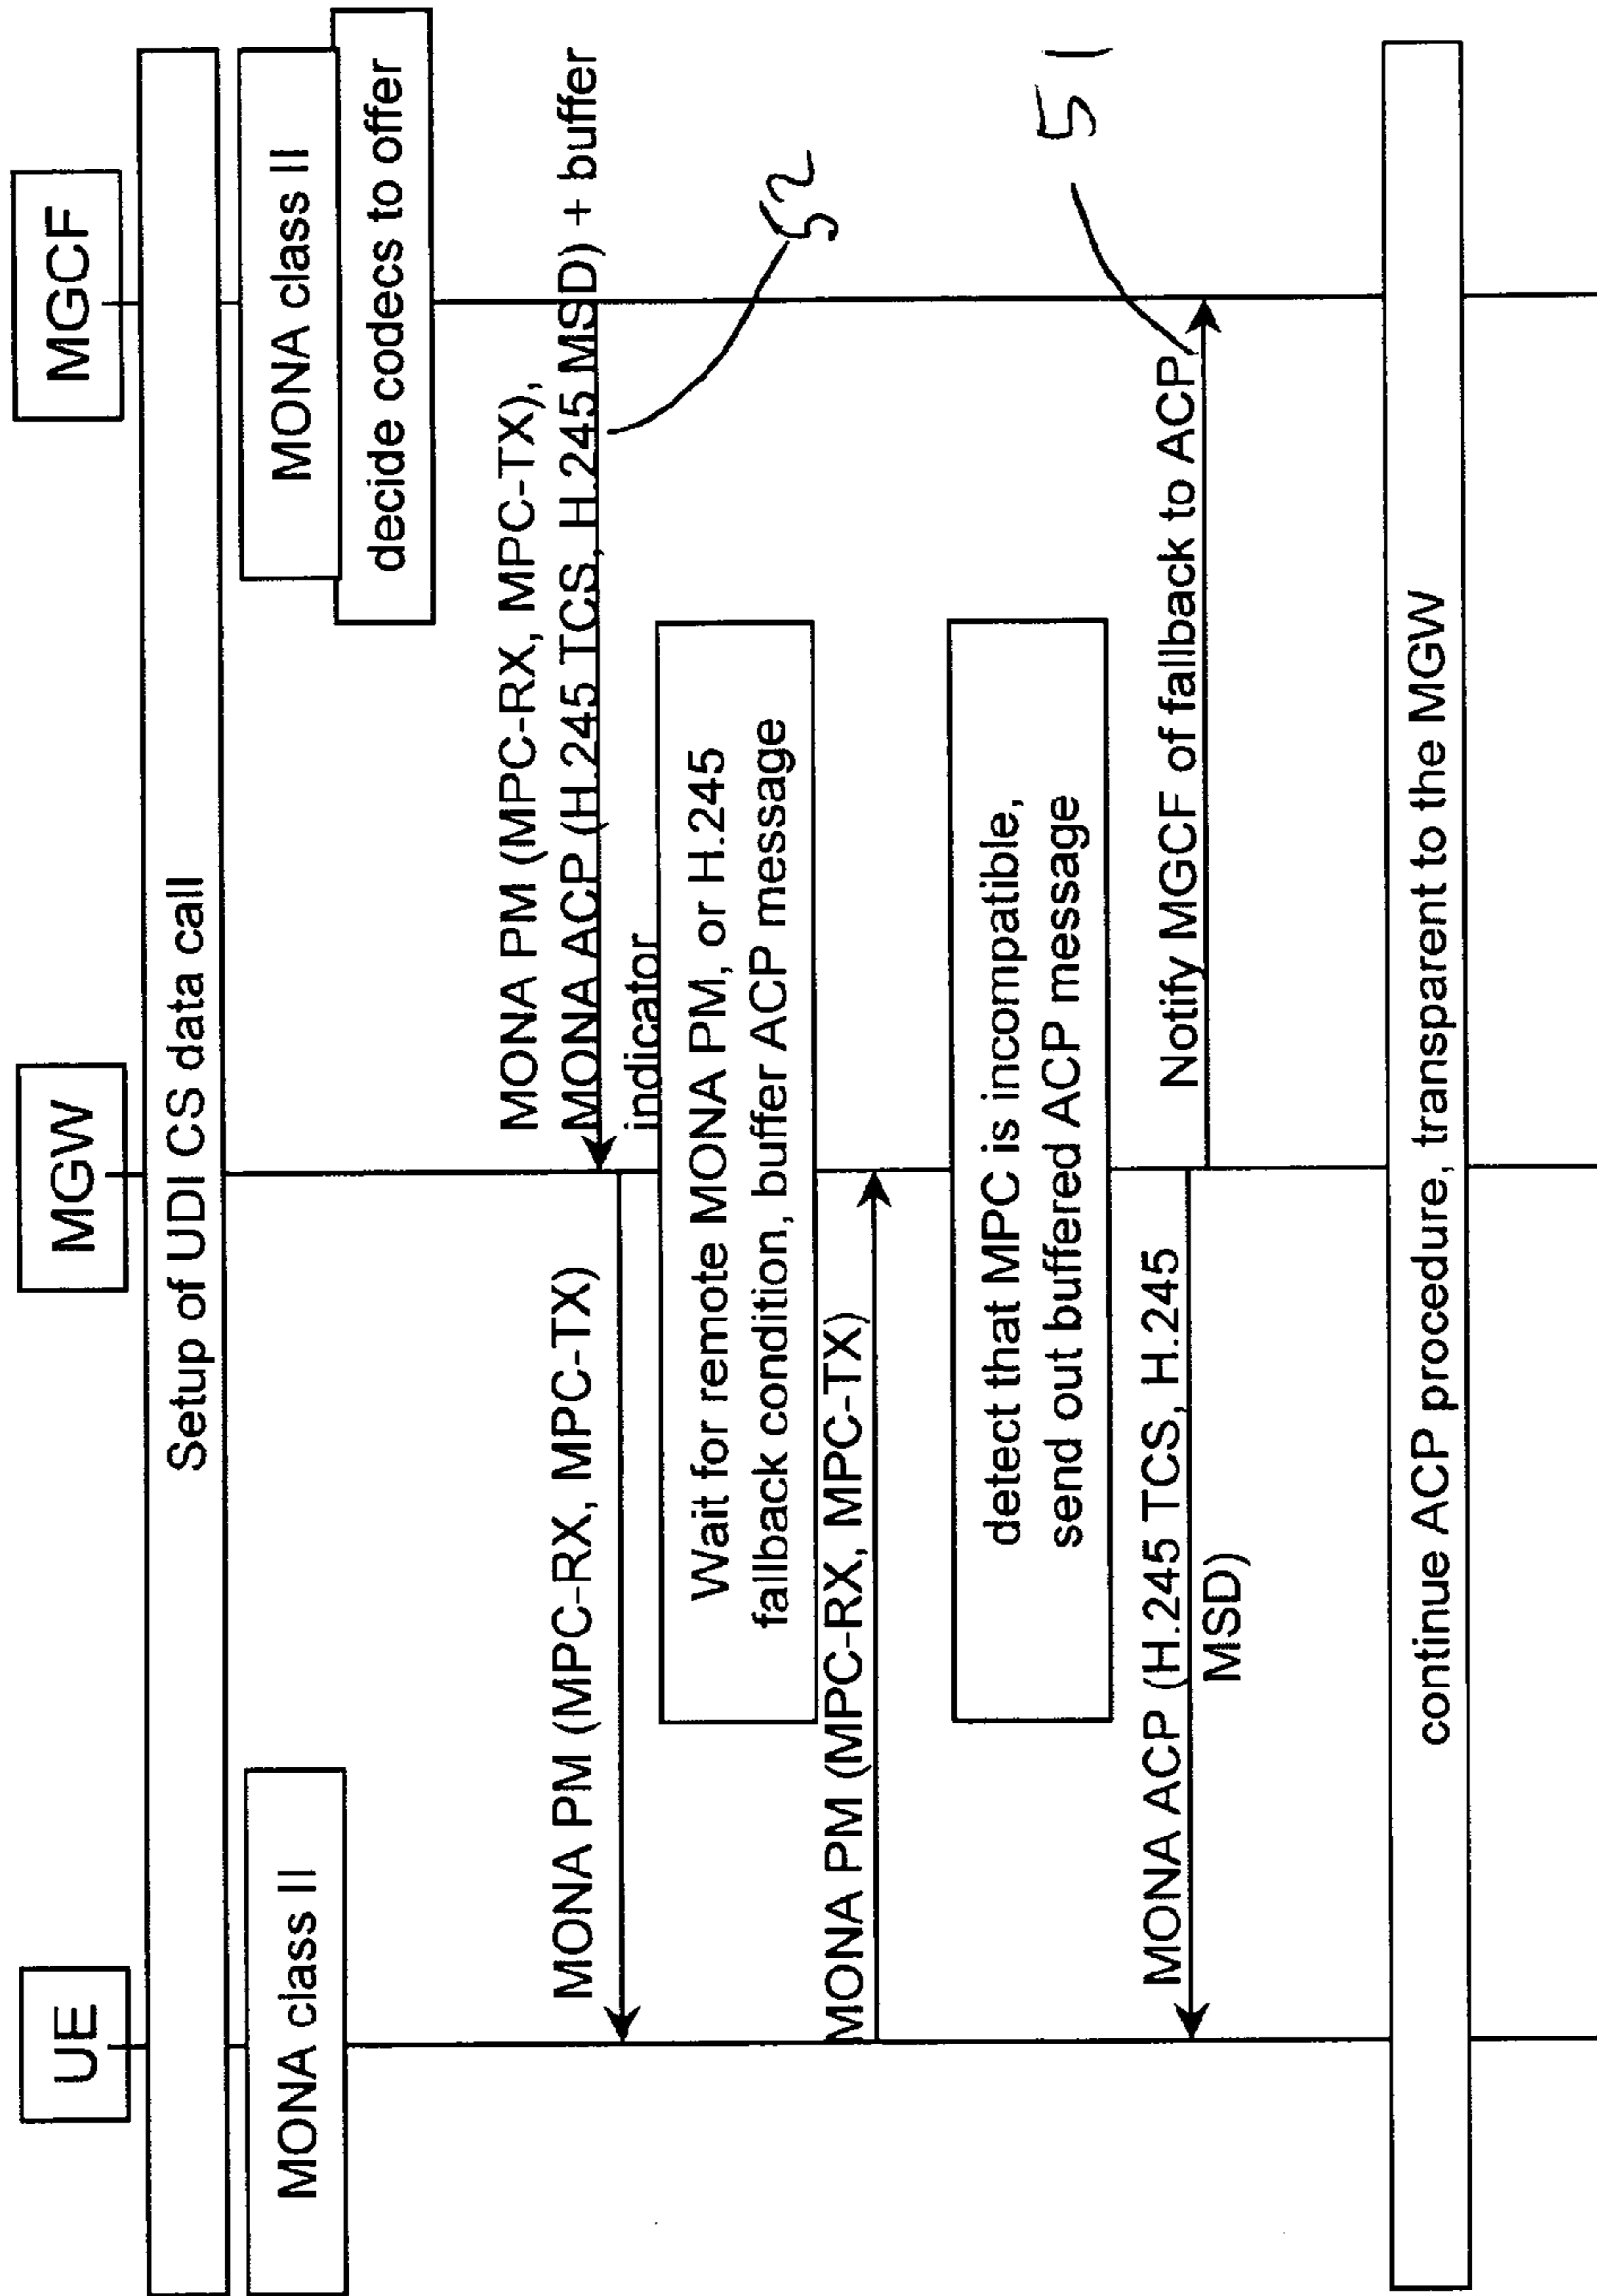 UE
MGW
MGCF
Setup of UDI CS data call
MONA class II
MONA class II
decide codecs to offer
MONA PM (MPC-RX, MPC-TX),
MONA ACP (H.245 TCS, H.245 MSD) + buffer
indicator
52
MONA PM (MPC-RX, MPC-TX)
Wait for remote MONA PM, or H.245
fallback condition, buffer ACP message
MONA PM (MPC-RX, MPC-TX)
detect that MPC is incompatible,
send out buffered ACP message
MONA ACP (H.245 TCS, H.245
MSD)
Notify MGCF of fallback to ACP
51
continue ACP procedure, transparent to the MGW